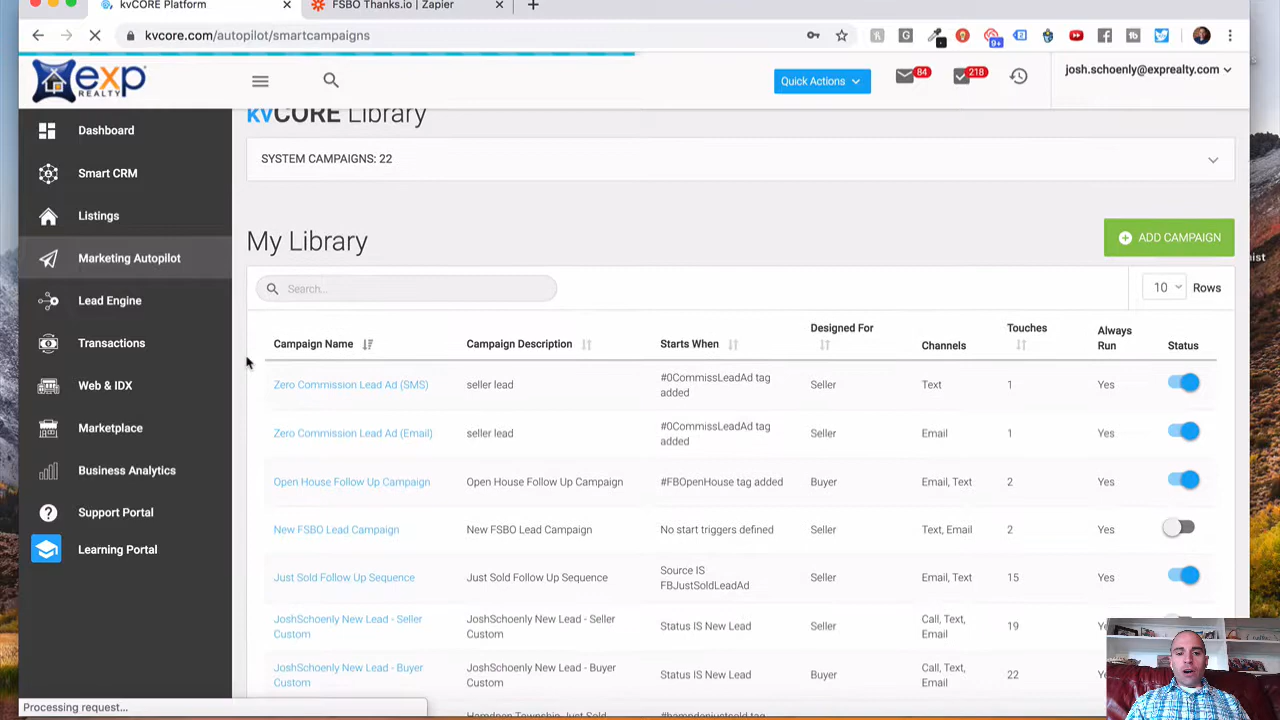 kvCORE Platform
FSBO Thanks.io | Zapier
kvcore.com/autopilot/smartcampaigns
9+
exp
REALTY
Quick Actions
84
218
josh.schoenly@exprealty.com
Dashboard
Smart CRM
Listings
Marketing Autopilot
Lead Engine
Transactions
Web & IDX
Marketplace
Business Analytics
Support Portal
Learning Portal
kvCORE Library
SYSTEM CAMPAIGNS: 22
My Library
ADD CAMPAIGN
Search...
10 Rows
Campaign Name Campaign Description Starts When Designed For Channels Touches Always Run Status
Zero Commission Lead Ad (SMS) seller lead #0CommissLeadAd tag added Seller Text 1 Yes
Zero Commission Lead Ad (Email) seller lead #0CommissLeadAd tag added Seller Email 1 Yes
Open House Follow Up Campaign Open House Follow Up Campaign #FBOpenHouse tag added Buyer Email, Text 2 Yes
New FSBO Lead Campaign New FSBO Lead Campaign No start triggers defined Seller Text, Email 2 Yes
Just Sold Follow Up Sequence Just Sold Follow Up Sequence Source IS FBJustSoldLeadAd Seller Email, Text 15 Yes
JoshSchoenly New Lead - Seller Custom JoshSchoenly New Lead - Seller Custom Status IS New Lead Seller Call, Text, Email 19
JoshSchoenly New Lead - Buyer Custom JoshSchoenly New Lead - Buyer Custom Status IS New Lead Buyer Call, Text, Email 22
Processing request...